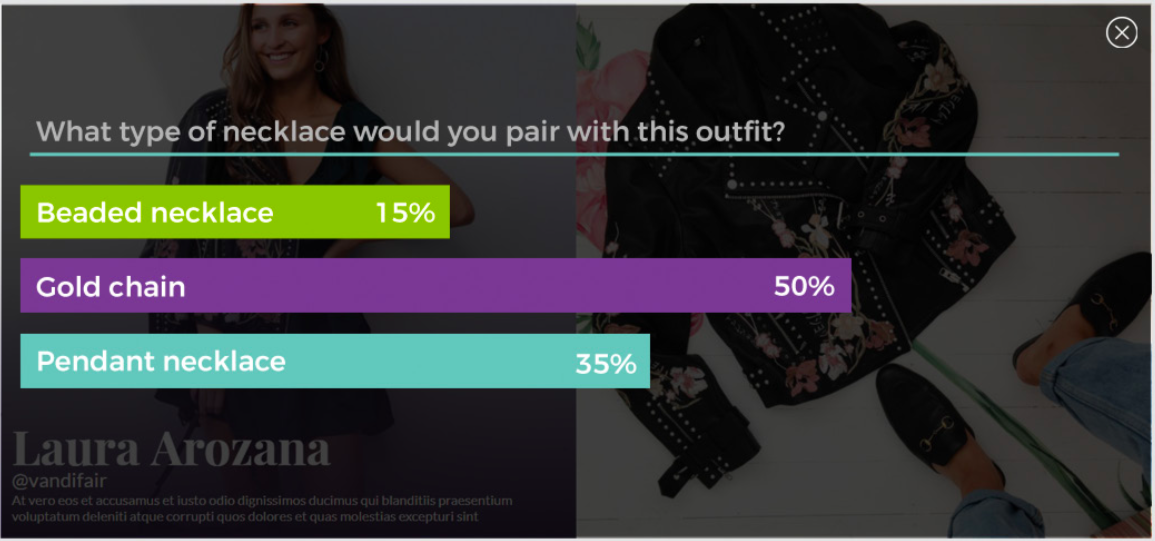 What type of necklace would you pair with this outfit?
Beaded necklace 15%
Gold chain 50%
Pendant necklace 35%
Laura Arozana
@vandifair
At vero eos et accusamus et iusto odio dignissimos ducimus qui blanditiis praesentium
voluptatum deleniti atque corrupti quos dolores et quas molestias excepturi sint